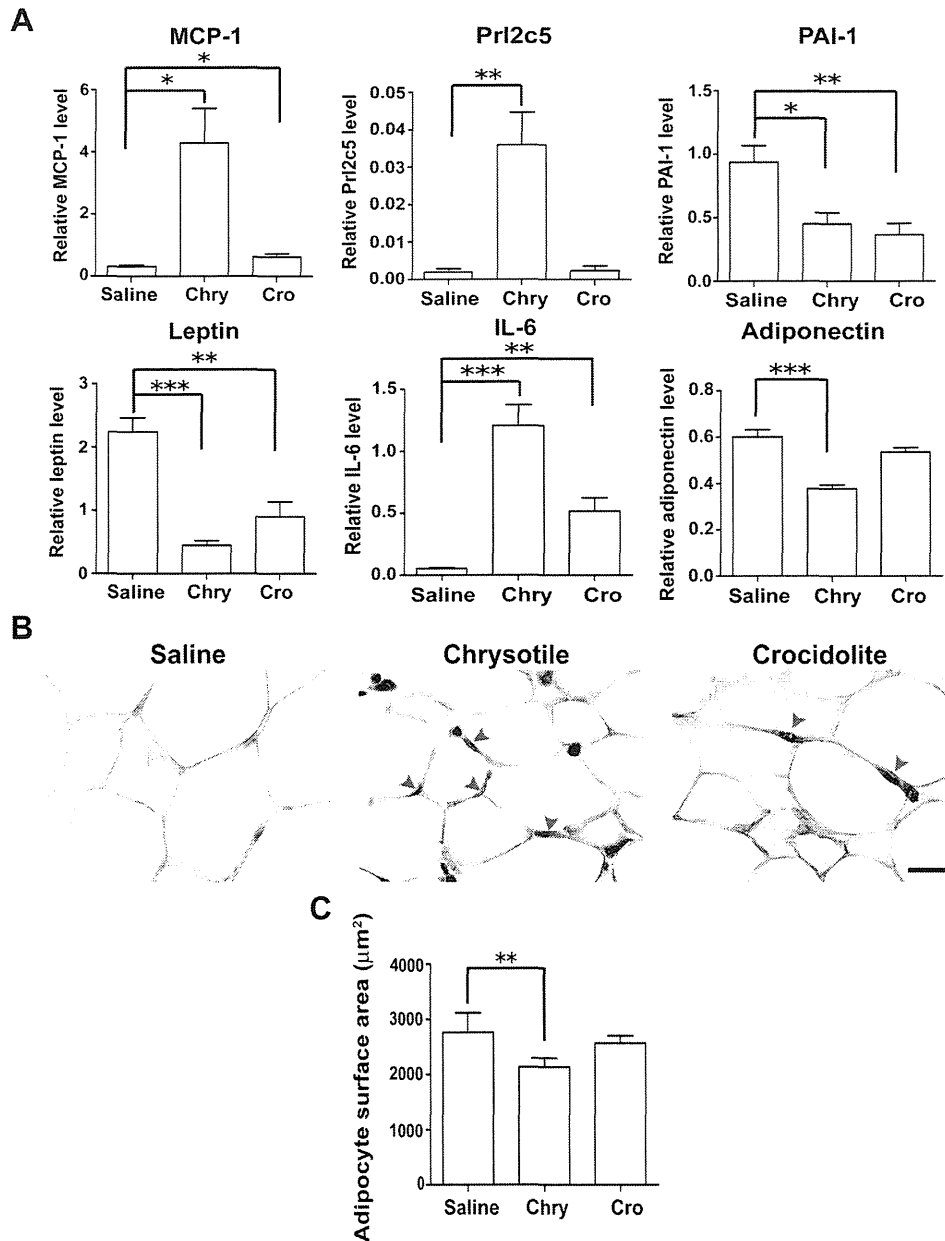 A
MCP-1
Relative MCP-1 level
6
4
2
0
*
*
Saline Chry Cro
Prl2c5
Relative Prl2c5 level
0.05
0.04
0.03
0.02
0.01
0.00
**
Saline Chry Cro
PAI-1
Relative PAI-1 level
1.5
1.0
0.5
0.0
**
*
Saline Chry Cro
Leptin
Relative leptin level
3
2
1
0
**
***
Saline Chry Cro
IL-6
Relative IL-6 level
1.5
1.0
0.5
0.0
**
***
Saline Chry Cro
Adiponectin
Relative adiponectin level
0.8
0.6
0.4
0.2
0.0
***
Saline Chry Cro
B
Saline Chrysotile Crocidolite
C
Adipocyte surface area (μm²)
4000
3000
2000
1000
0
**
Saline Chry Cro